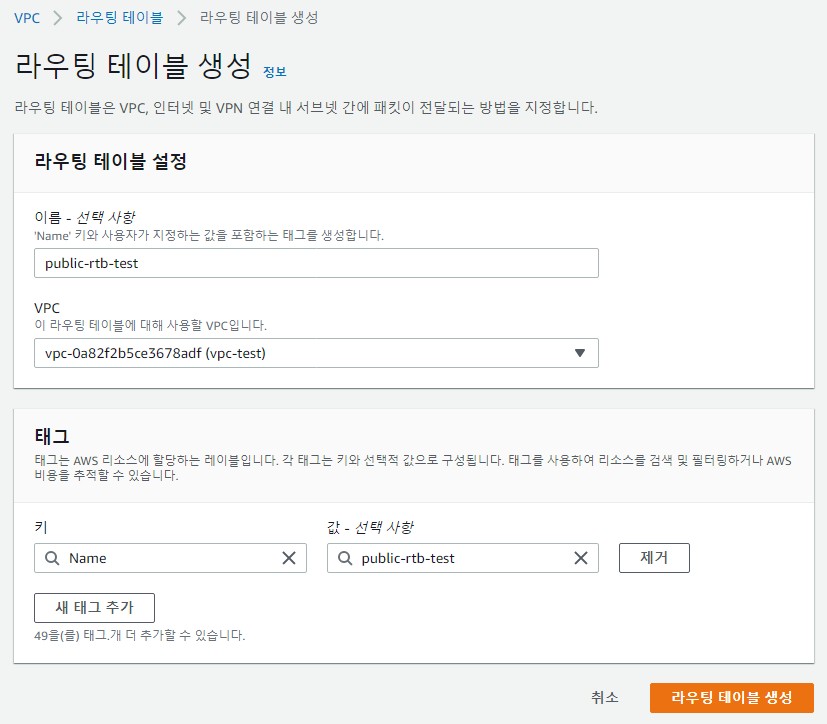 VPC > 라우팅 테이블 > 라우팅 테이블 생성
라우팅 테이블 생성 정보
라우팅 테이블은 VPC, 인터넷 및 VPN 연결 내 서브넷 간에 패킷이 전달되는 방법을 지정합니다.
라우팅 테이블 설정
이름 - 선택 사항
'Name' 키와 사용자가 지정하는 값을 포함하는 태그를 생성합니다.
public-rtb-test
VPC
이 라우팅 테이블에 대해 사용할 VPC입니다.
vpc-0a82f2b5ce3678adf (vpc-test)
태그
태그는 AWS 리소스에 할당하는 레이블입니다. 각 태그는 키와 선택적 값으로 구성됩니다. 태그를 사용하여 리소스를 검색 및 필터링하거나 AWS
비용을 추적할 수 있습니다.
키 값 - 선택 사항
Name public-rtb-test 제거
새 태그 추가
49을(를) 태그.개 더 추가할 수 있습니다.
취소 라우팅 테이블 생성